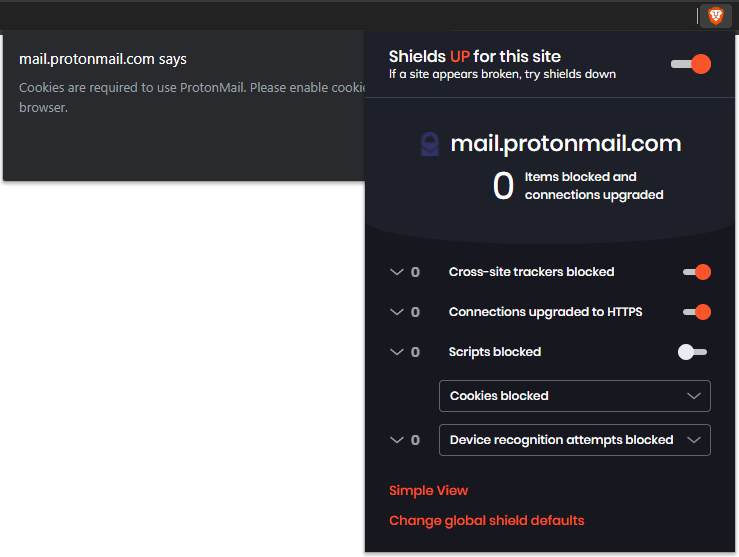 mail.protonmail.com says
Cookies are required to use ProtonMail. Please enable cookie
browser.
Shields UP for this site
If a site appears broken, try shields down
mail.protonmail.com
0 Items blocked and
connections upgraded
0 Cross-site trackers blocked
0 Connections upgraded to HTTPS
0 Scripts blocked
Cookies blocked
0 Device recognition attempts blocked
Simple View
Change global shield defaults